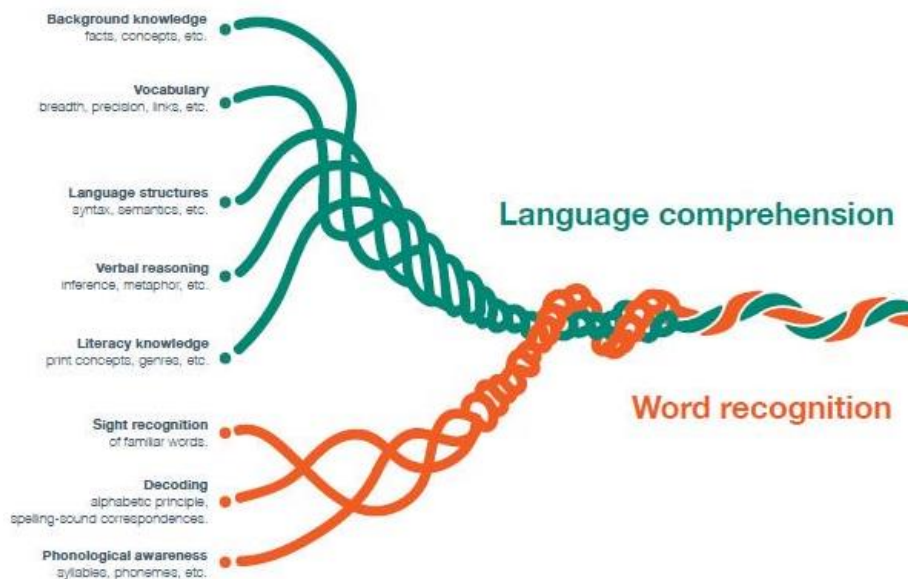 Background knowledge
facts, concepts, etc.
Vocabulary
breadth, precision, links, etc.
Language structures
syntax, semantics, etc.
Verbal reasoning
inference, metaphor, etc.
Literacy knowledge
print concepts, genres, etc.
Language comprehension
Sight recognition
of familiar words.
Decoding
alphabetic principle,
spelling-sound correspondences.
Phonological awareness
syllables, phonemes, etc.
Word recognition